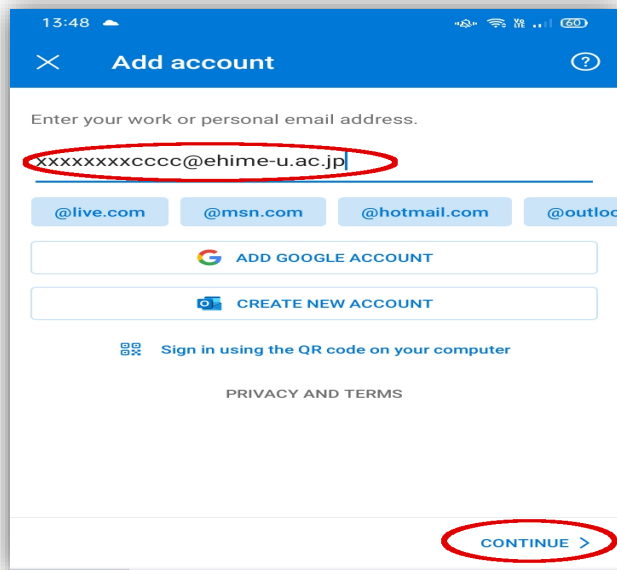 13:48 60
Add account
Enter your work or personal email address.
xxxxxxxxcccc@ehime-u.ac.jp
@live.com @msn.com @hotmail.com @outloo
ADD GOOGLE ACCOUNT
CREATE NEW ACCOUNT
Sign in using the QR code on your computer
PRIVACY AND TERMS
CONTINUE >